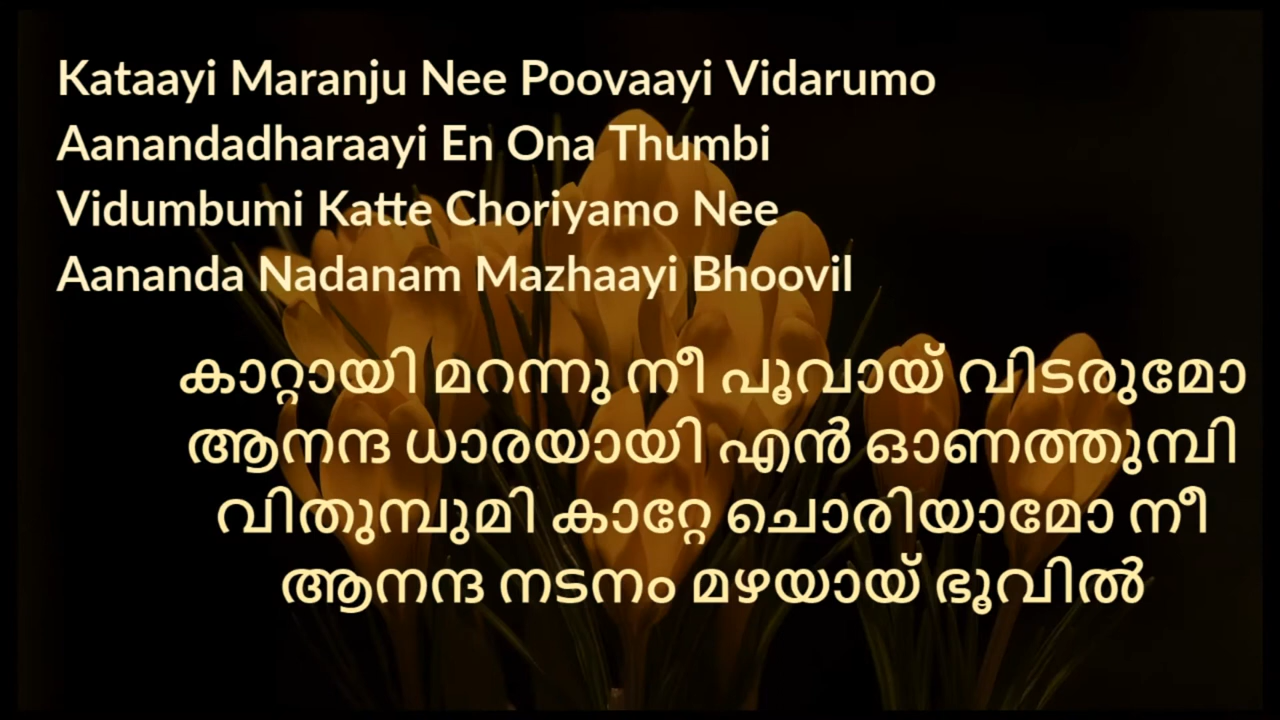 Kataayi Maranju Nee Poovaayi Vidarumo
Aanandadharaayi En Ona Thumbi
Vidumbumi Katte Choriyamo Nee
Aananda Nadanam Mazhaayi Bhoovil
കാറ്റായി മറന്നു നീ പൂവായ് വിടരുമോ
ആനന്ദ ധാരയായി എൻ ഓണത്തുമ്പി
വിതുമ്പുമി കാറ്റേ ചൊരിയാമോ നീ
ആനന്ദ നടനം മഴയായ് ഭൂവിൽ